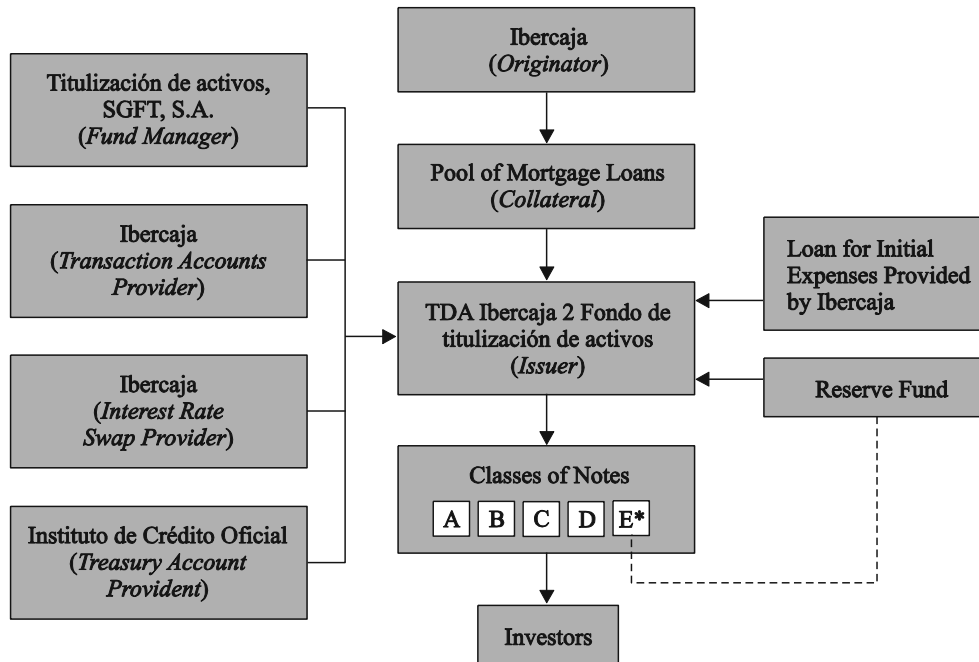 Ibercaja
(Originator)
Titulización de activos,
SGFT, S.A.
(Fund Manager)
Pool of Mortgage Loans
(Collateral)
Ibercaja
(Transaction Accounts
Provider)
Loan for Initial
Expenses Provided
by Ibercaja
TDA Ibercaja 2 Fondo de
titulización de activos
(Issuer)
Ibercaja
(Interest Rate
Swap Provider)
Reserve Fund
Classes of Notes
A B C D E*
Instituto de Crédito Oficial
(Treasury Account
Provident)
Investors